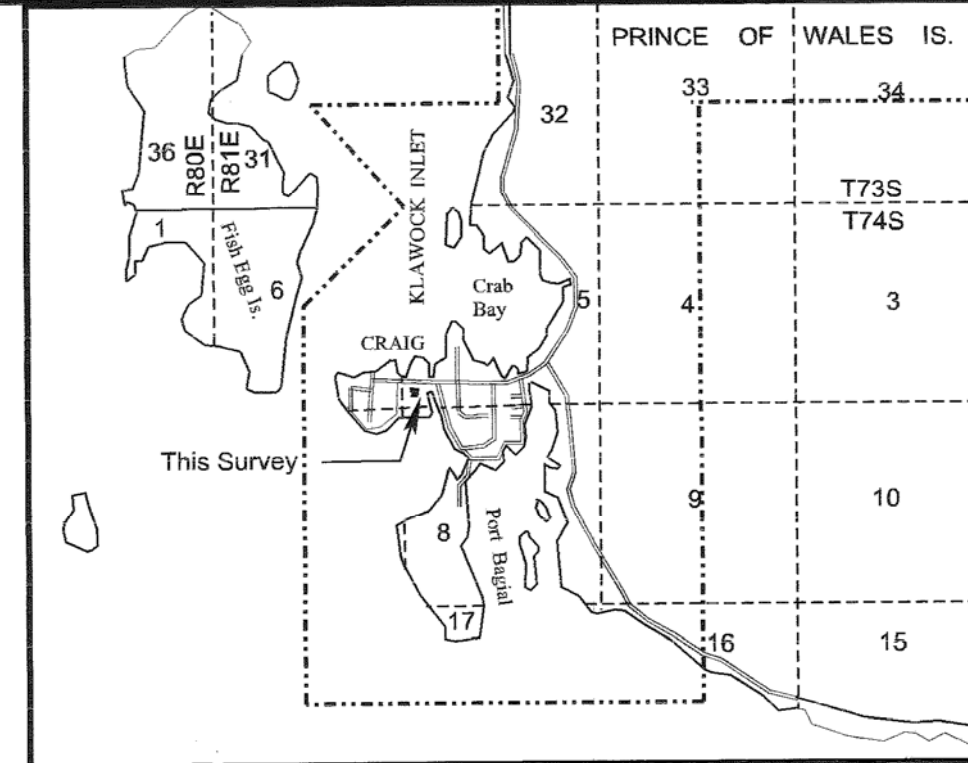 PRINCE OF WALES IS.
33
34
32
36
R80E
R81E
31
KLAWOCK INLET
T73S
T74S
1
Fish Egg Is.
6
Crab
Bay
5
4
3
CRAIG
This Survey
9
10
8
Port Bagial
17
16
15